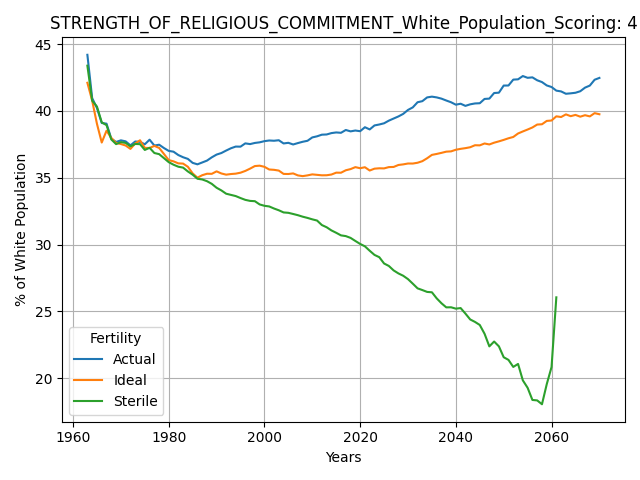 STRENGTH_OF_RELIGIOUS_COMMITMENT_White_Population_Scoring: 4
% of White Population
45
40
35
30
25
20
Fertility
Actual
Ideal
Sterile
1960
1980
2000
2020
2040
2060
Years